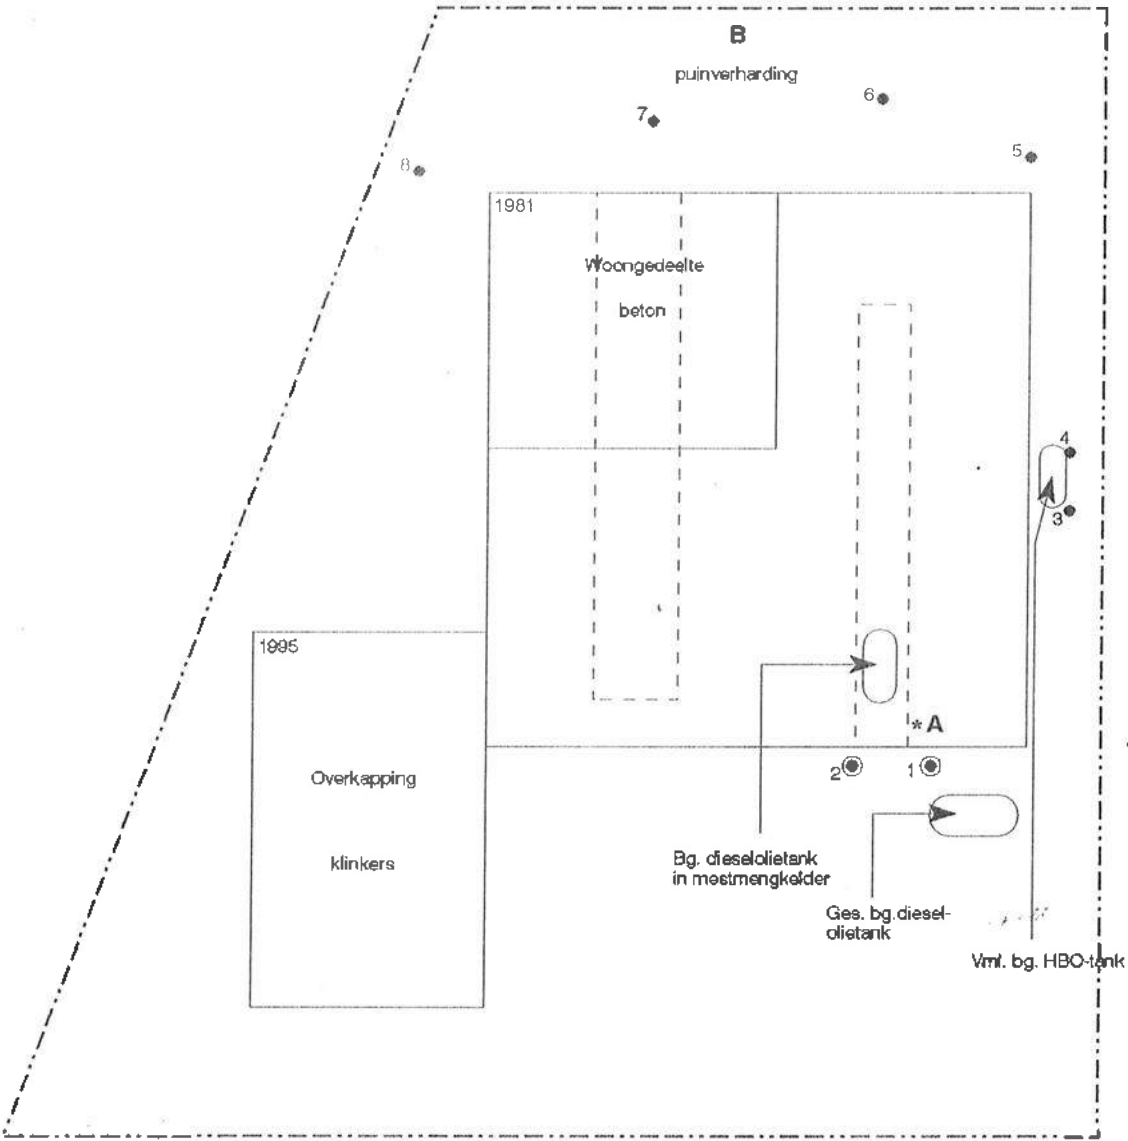 B
puinverharding
6
7
5
8
1981
Woongedeelte
beton
4
3
1995
*A
2
1
Overkapping
klinkers
Bg. dieselolietank
in mestmengkelder
Ges. bg.diesel-
olietank
Vml. bg. HBO-tank